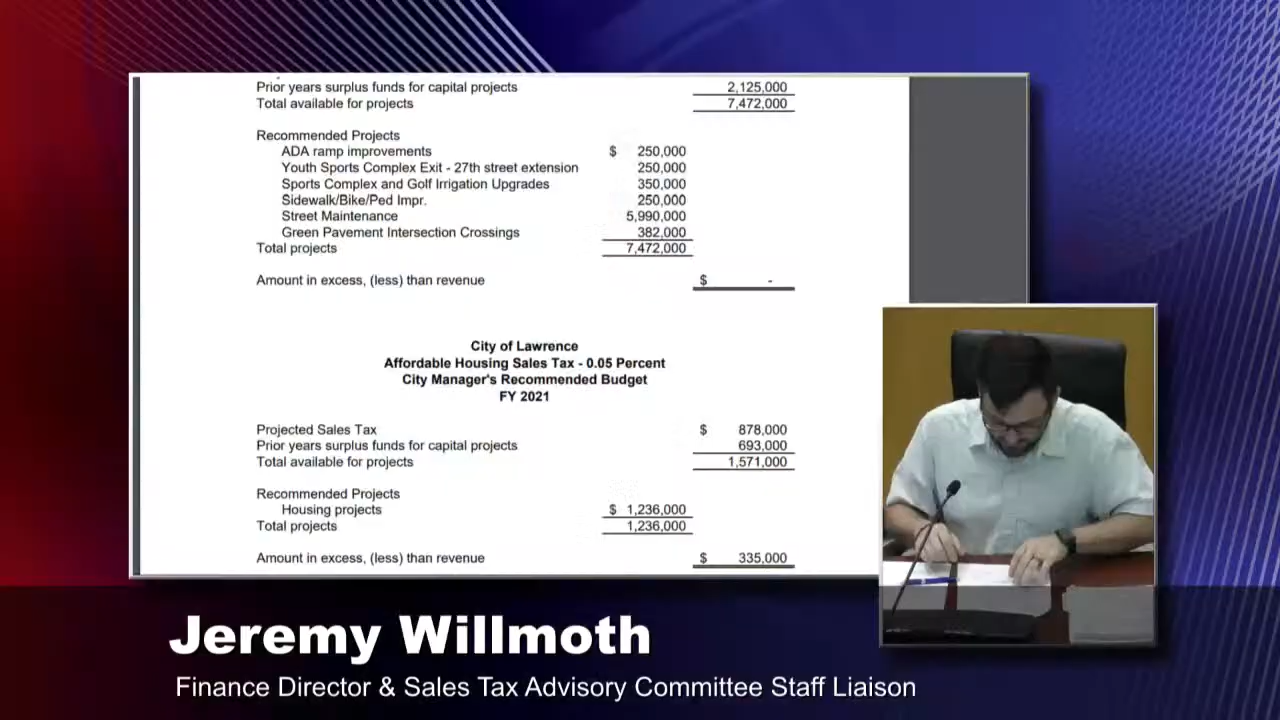 Prior years surplus funds for capital projects 2,125,000
Total available for projects 7,472,000
Recommended Projects
ADA ramp improvements $ 250,000
Youth Sports Complex Exit - 27th street extension 250,000
Sports Complex and Golf Irrigation Upgrades 350,000
Sidewalk/Bike/Ped Impr. 250,000
Street Maintenance 5,990,000
Green Pavement Intersection Crossings 382,000
Total projects 7,472,000
Amount in excess, (less) than revenue $ -
City of Lawrence
Affordable Housing Sales Tax - 0.05 Percent
City Manager's Recommended Budget
FY 2021
Projected Sales Tax $ 878,000
Prior years surplus funds for capital projects 693,000
Total available for projects 1,571,000
Recommended Projects
Housing projects $ 1,236,000
Total projects 1,236,000
Amount in excess, (less) than revenue $ 335,000
Jeremy Willmoth
Finance Director & Sales Tax Advisory Committee Staff Liaison